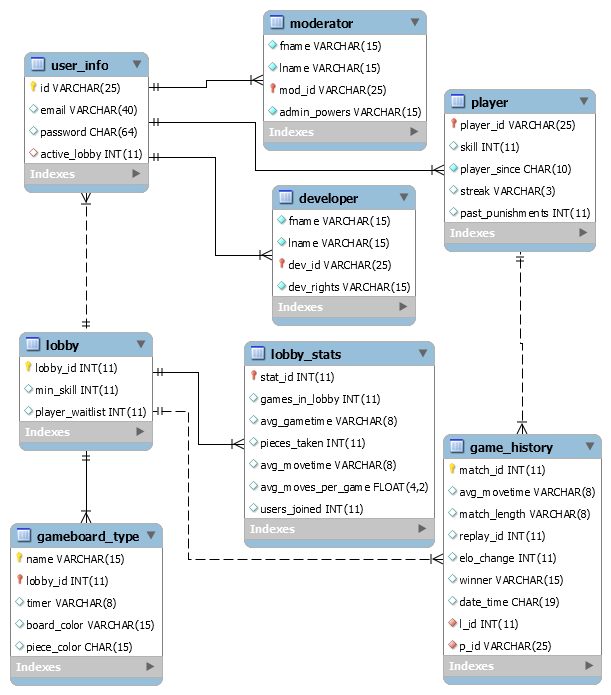 user_info
id VARCHAR(25)
email VARCHAR(40)
password CHAR(64)
active_lobby INT(11)
Indexes
moderator
fname VARCHAR(15)
lname VARCHAR(15)
mod_id VARCHAR(25)
admin_powers VARCHAR(15)
Indexes
player
player_id VARCHAR(25)
skill INT(11)
player_since CHAR(10)
streak VARCHAR(3)
past_punishments INT(11)
Indexes
developer
fname VARCHAR(15)
lname VARCHAR(15)
dev_id VARCHAR(25)
dev_rights VARCHAR(15)
Indexes
lobby
lobby_id INT(11)
min_skill INT(11)
player_waitlist INT(11)
Indexes
lobby_stats
stat_id INT(11)
games_in_lobby INT(11)
avg_gametime VARCHAR(8)
pieces_taken INT(11)
avg_movetime VARCHAR(8)
avg_moves_per_game FLOAT(4,2)
users_joined INT(11)
Indexes
game_history
match_id INT(11)
avg_movetime VARCHAR(8)
match_length VARCHAR(8)
replay_id INT(11)
elo_change INT(11)
winner VARCHAR(15)
date_time CHAR(19)
l_id INT(11)
p_id VARCHAR(25)
Indexes
gameboard_type
name VARCHAR(15)
lobby_id INT(11)
timer VARCHAR(8)
board_color VARCHAR(15)
piece_color CHAR(15)
Indexes